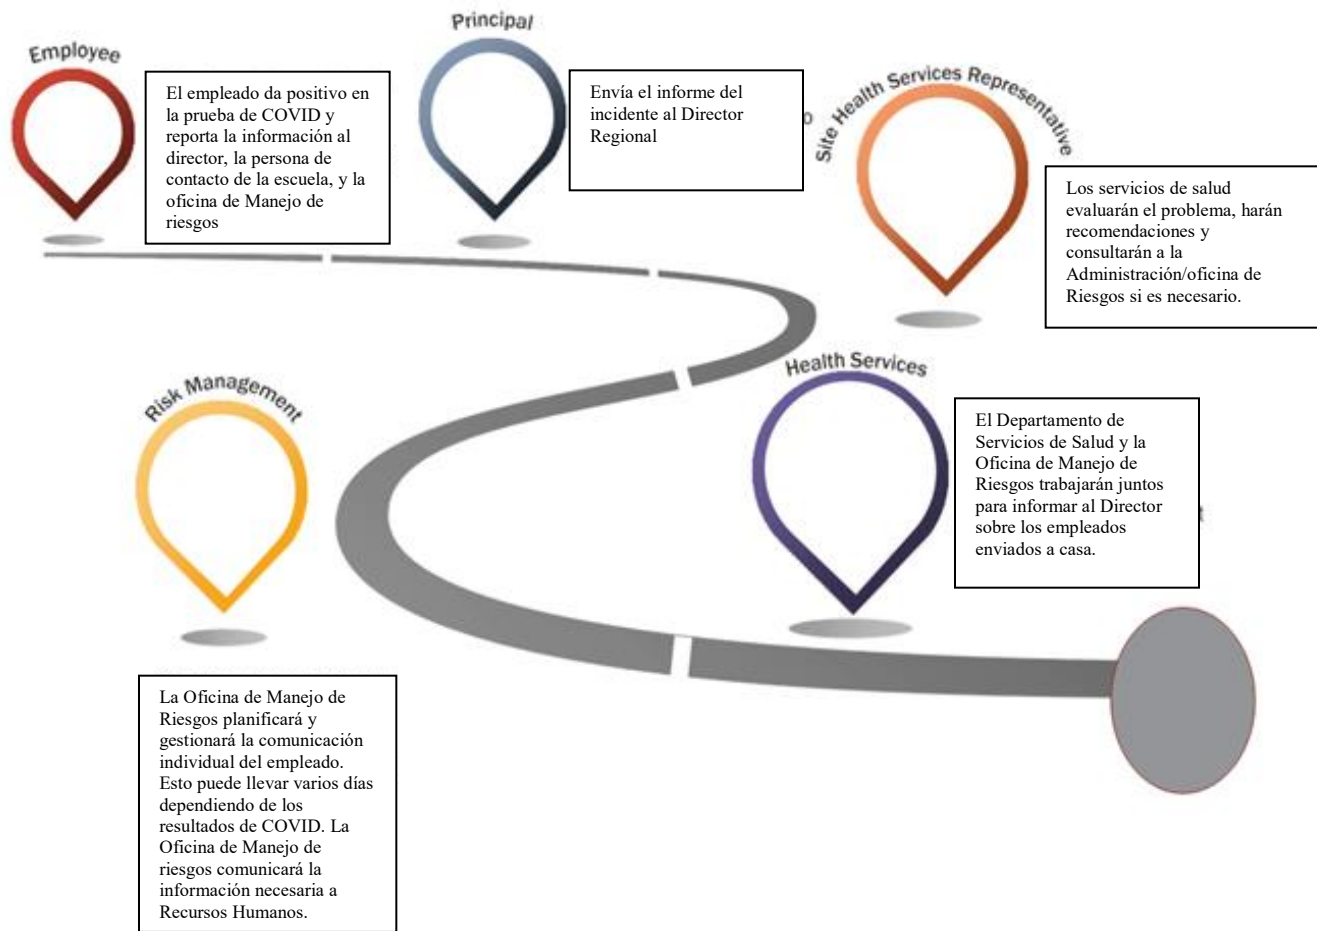 Employee
El empleado da positivo en
la prueba de COVID y
reporta la información al
director, la persona de
contacto de la escuela, y la
oficina de Manejo de
riesgos
Principal
Envía el informe del
incidente al Director
Regional
Site Health Services Representative
Los servicios de salud
evaluarán el problema, harán
recomendaciones y
consultarán a la
Administración/oficina de
Riesgos si es necesario.
Risk Management
La Oficina de Manejo de
Riesgos planificará y
gestionará la comunicación
individual del empleado.
Esto puede llevar varios días
dependiendo de los
resultados de COVID. La
Oficina de Manejo de
riesgos comunicará la
información necesaria a
Recursos Humanos.
Health Services
El Departamento de
Servicios de Salud y la
Oficina de Manejo de
Riesgos trabajarán juntos
para informar al Director
sobre los empleados
enviados a casa.